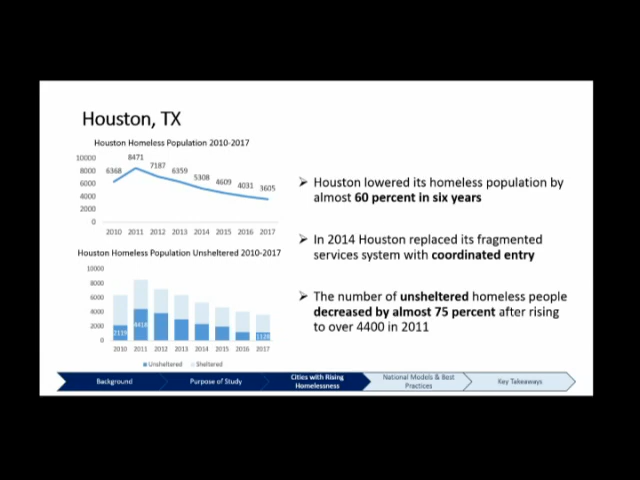 Houston, TX
Houston Homeless Population 2010-2017
10000
8000
6000
4000
2000
0
6368
8471
7187
6359
5308
4609
4031
3605
2010 2011 2012 2013 2014 2015 2016 2017
Houston Homeless Population Unsheltered 2010-2017
10000
8000
6000
4000
2000
0
4418
2010 2011 2012 2013 2014 2015 2016 2017
Unsheltered Sheltered
Houston lowered its homeless population by
almost 60 percent in six years
In 2014 Houston replaced its fragmented
services system with coordinated entry
The number of unsheltered homeless people
decreased by almost 75 percent after rising
to over 4400 in 2011
Background
Purpose of Study
Cities with Rising
Homelessness
National Models & Best
Practices
Key Takeaways